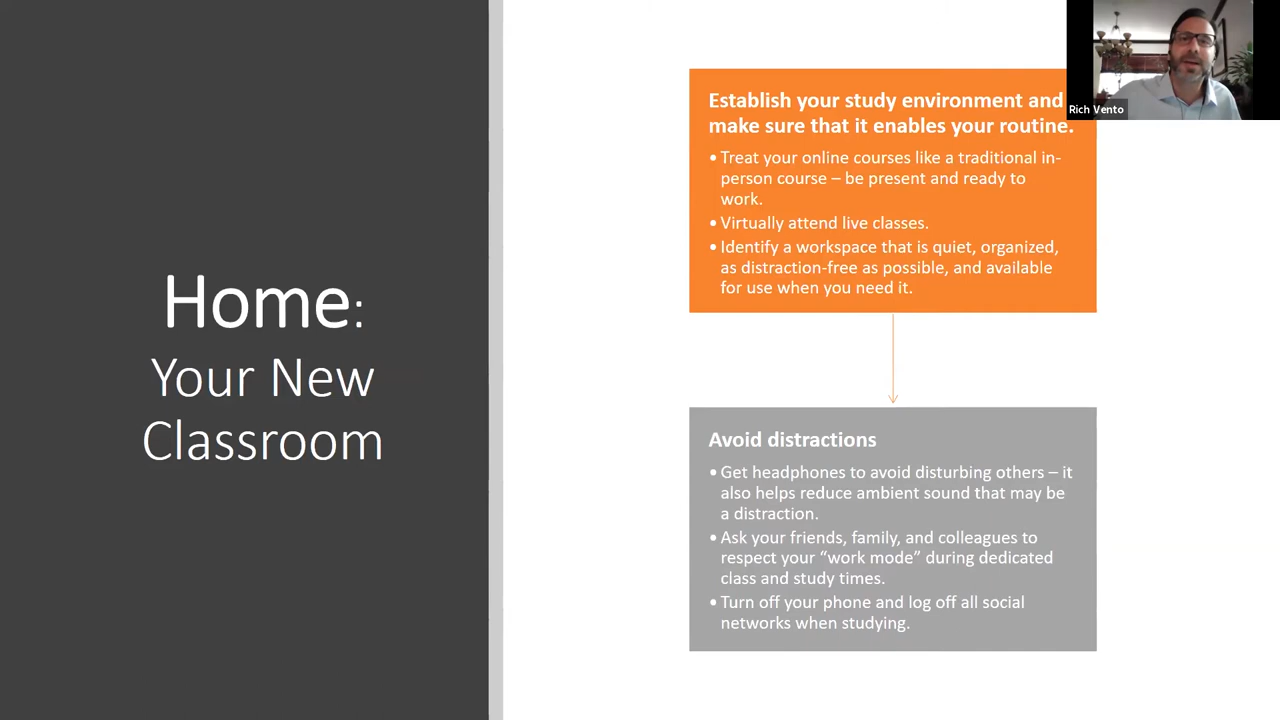 Home:
Your New
Classroom
Establish your study environment and
make sure that it enables your routine.
• Treat your online courses like a traditional in-
person course – be present and ready to
work.
• Virtually attend live classes.
• Identify a workspace that is quiet, organized,
as distraction-free as possible, and available
for use when you need it.
Avoid distractions
• Get headphones to avoid disturbing others – it
also helps reduce ambient sound that may be
a distraction.
• Ask your friends, family, and colleagues to
respect your “work mode” during dedicated
class and study times.
• Turn off your phone and log off all social
networks when studying.
Rich Vento